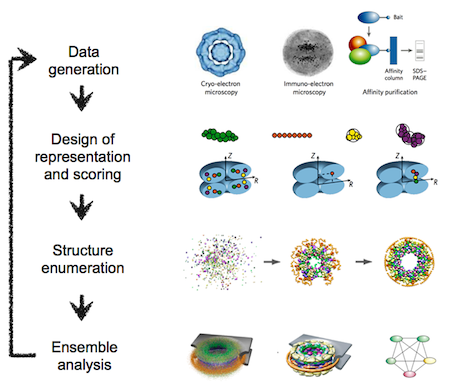 Data
generation
Bait
Cryo-electron
microscopy
Immuno-electron
microscopy
Affinity
column
SDS–
PAGE
Affinity purification
Design of
representation
and scoring
Z
R
Z
R
Z
R
Structure
enumeration
Ensemble
analysis